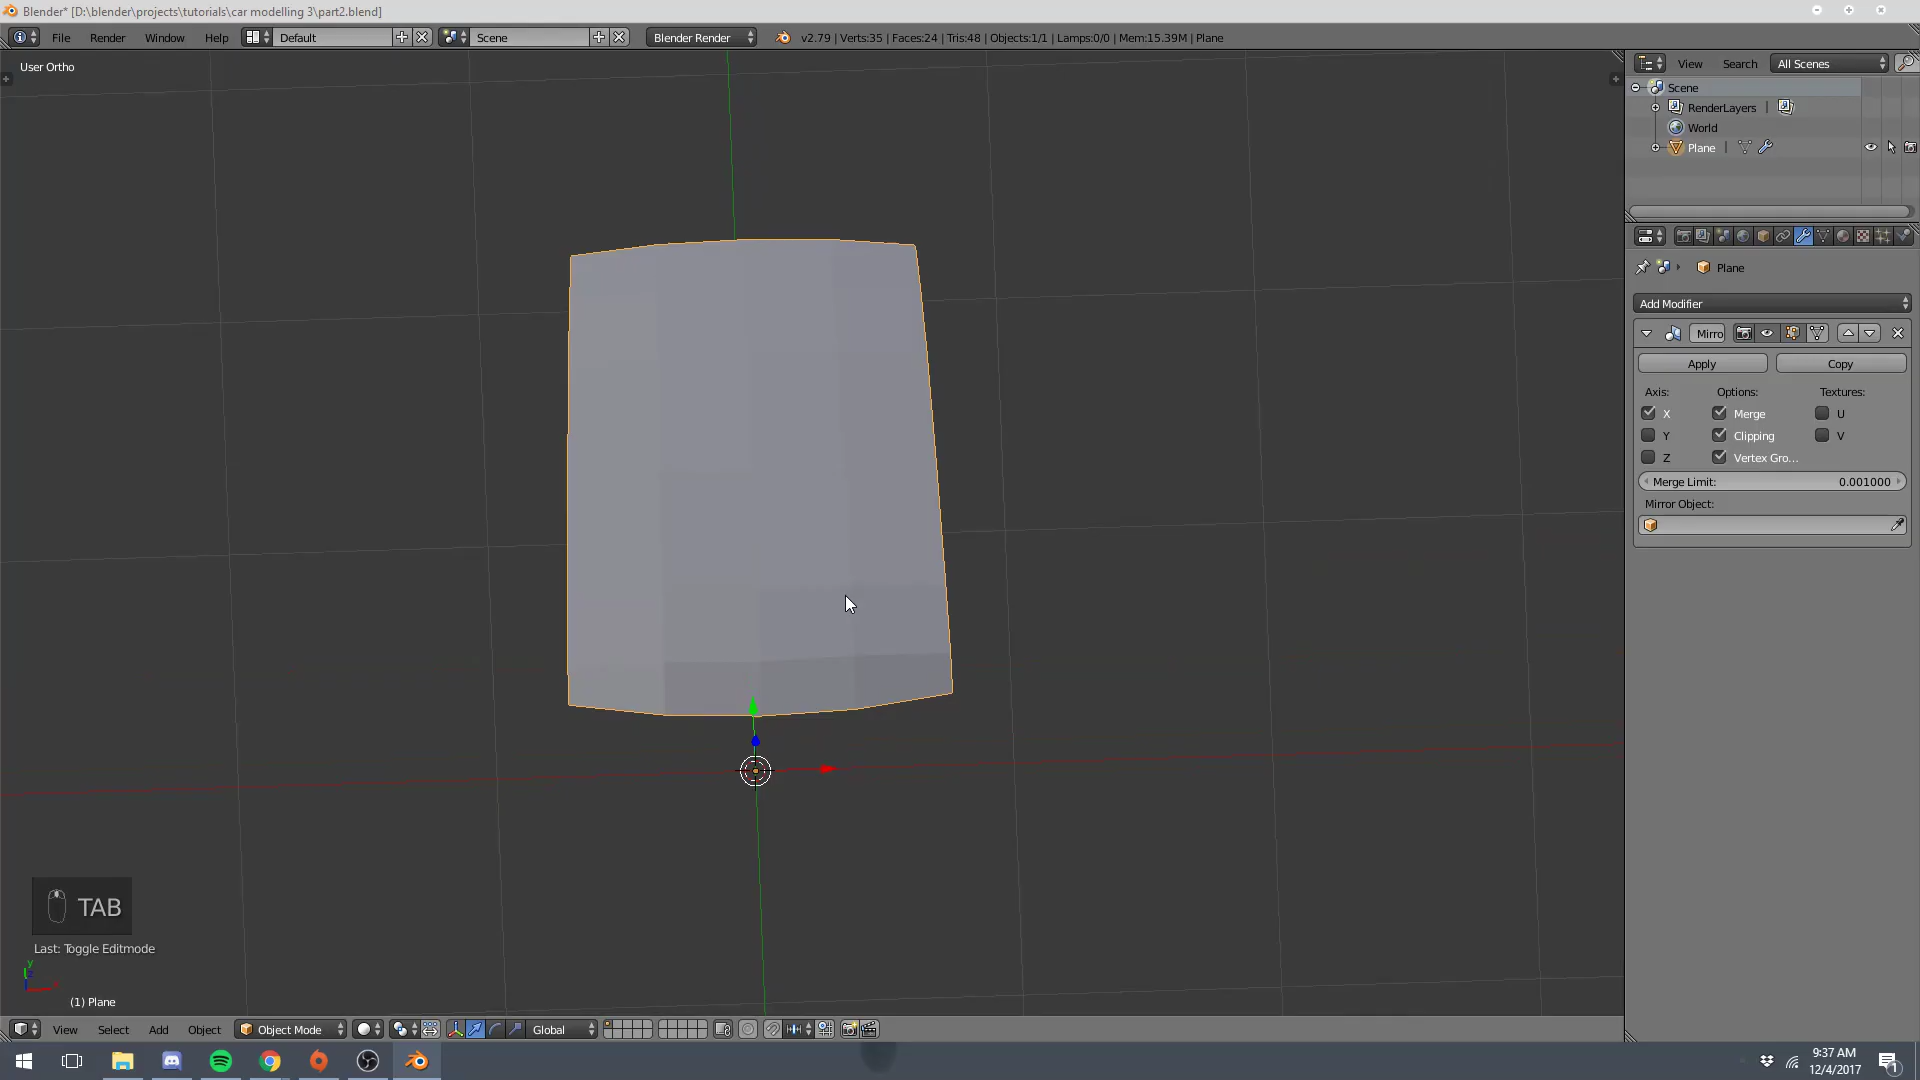 Blender* [D:\blender\projects\tutorials\car modelling 3\part2.blend]
File Render Window Help Default Scene Blender Render v2.79 | Verts:35 | Faces:24 | Tris:48 | Objects:1/1 | Lamps:0/0 | Mem:15.39M | Plane
User Ortho
View Search All Scenes
Scene
RenderLayers |
World
Plane |
Plane
Add Modifier
Mirro
Apply Copy
Axis: Options: Textures:
X Merge U
Y Clipping V
Z Vertex Gro...
Merge Limit: 0.001000
Mirror Object:
TAB
Last: Toggle Editmode
y
z
(1) Plane
View Select Add Object Object Mode Global
9:37 AM
12/4/2017
1